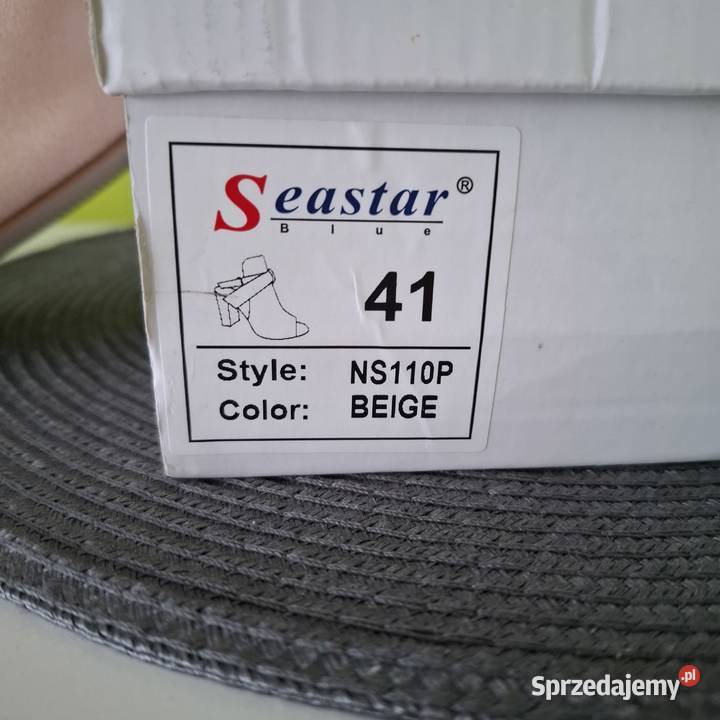 Seastar®
Blue
41
Style: NS110P
Color: BEIGE
Sprzedajemy.pl